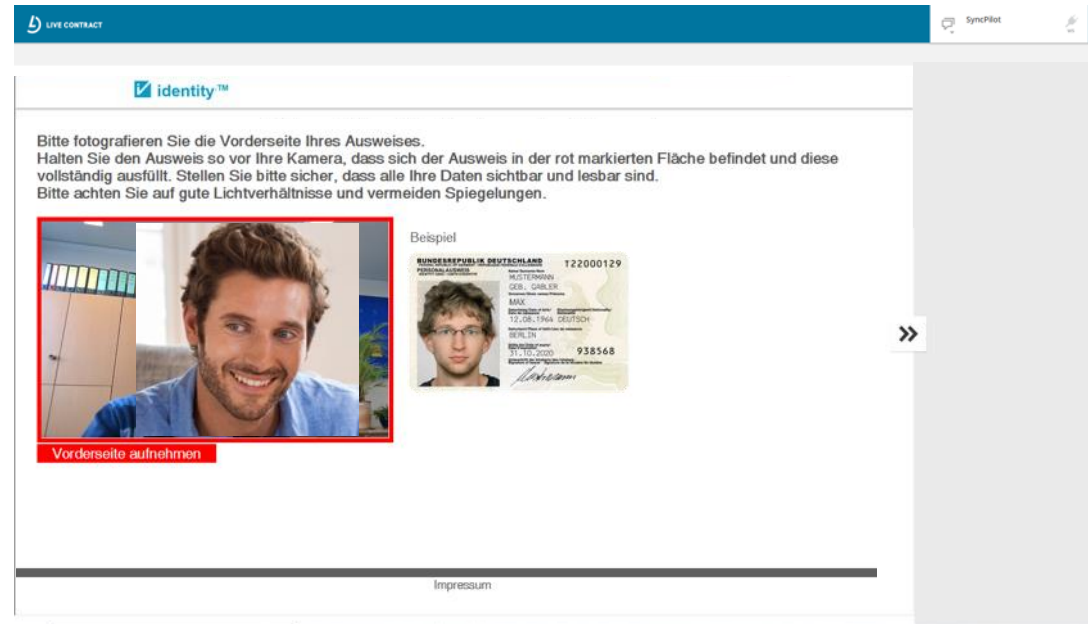 LIVE CONTRACT
SyncPilot
identity™
Bitte fotografieren Sie die Vorderseite Ihres Ausweises.
Halten Sie den Ausweis so vor Ihre Kamera, dass sich der Ausweis in der rot markierten Fläche befindet und diese
vollständig ausfüllt. Stellen Sie bitte sicher, dass alle Ihre Daten sichtbar und lesbar sind.
Bitte achten Sie auf gute Lichtverhältnisse und vermeiden Spiegelungen.
Beispiel
BUNDESREPUBLIK DEUTSCHLAND
T22000129
PERSONALAUSWEIS
MUSTERMANN
GEB. GABLER
MAX
12.08.1964 DEUTSCH
BERLIN
31.10.2020
938568
Vorderseite aufnehmen
Impressum